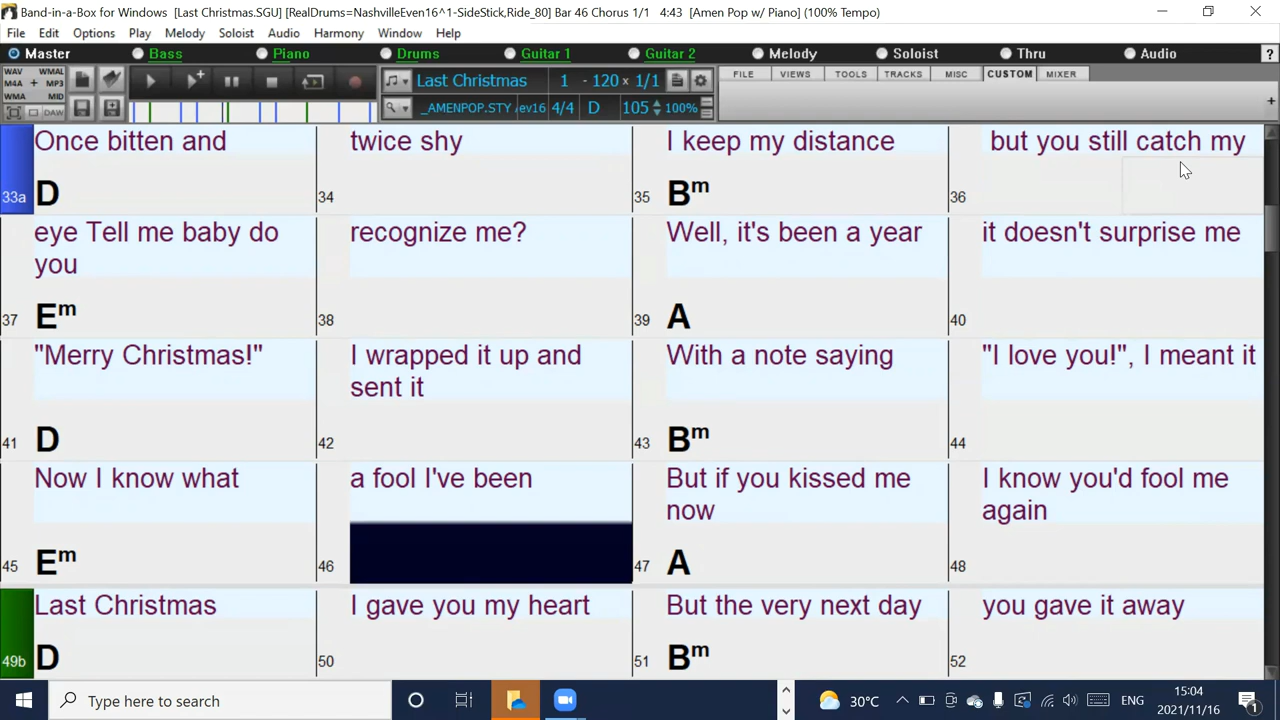 Band-in-a-Box for Windows [Last Christmas.SGU] [RealDrums=NashvilleEven16^1-SideStick,Ride_80] Bar 46 Chorus 1/1 4:43 [Amen Pop w/ Piano] (100% Tempo)
File Edit Options Play Melody Soloist Audio Harmony Window Help
Master Bass Piano Drums Guitar 1 Guitar 2 Melody Soloist Thru Audio ?
WAV WMAL
M4A + MP3
WMA MID
DAW
Last Christmas 1 - 120 x 1/1
_AMENPOP.STY /ev16 4/4 D 105 100%
FILE VIEWS TOOLS TRACKS MISC CUSTOM MIXER
+
Once bitten and twice shy I keep my distance but you still catch my
33a D 34 35 Bm 36
eye Tell me baby do recognize me? Well, it's been a year it doesn't surprise me
you
37 Em 38 39 A 40
"Merry Christmas!" I wrapped it up and With a note saying "I love you!", I meant it
sent it
41 D 42 43 Bm 44
Now I know what a fool I've been But if you kissed me I know you'd fool me
now again
45 Em 46 47 A 48
Last Christmas I gave you my heart But the very next day you gave it away
49b D 50 51 Bm 52
Type here to search 30°C ENG 15:04
2021/11/16 1